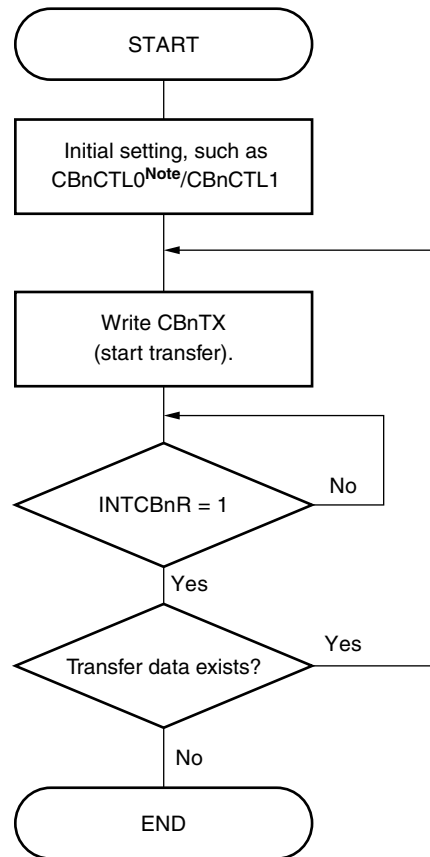 START
Initial setting, such as
CBnCTL0Note/CBnCTL1
Write CBnTX
(start transfer).
INTCBnR = 1
No
Yes
Transfer data exists?
Yes
No
END